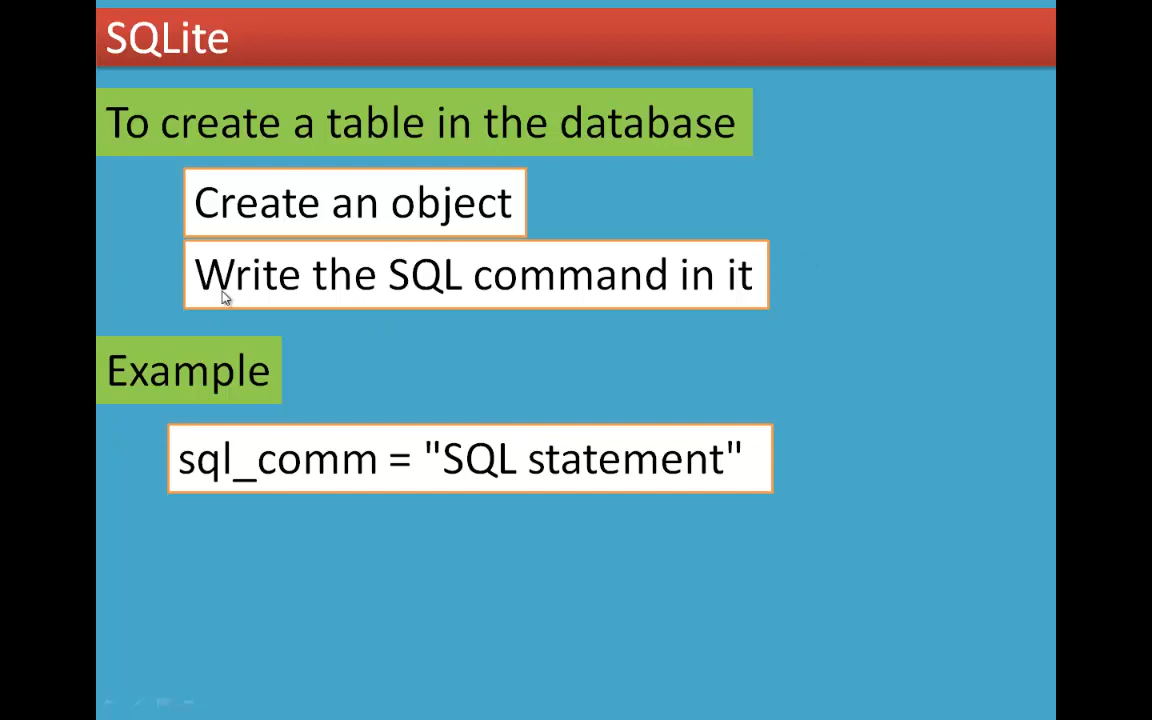 SQLite
To create a table in the database
Create an object
Write the SQL command in it
Example
sql_comm = "SQL statement"